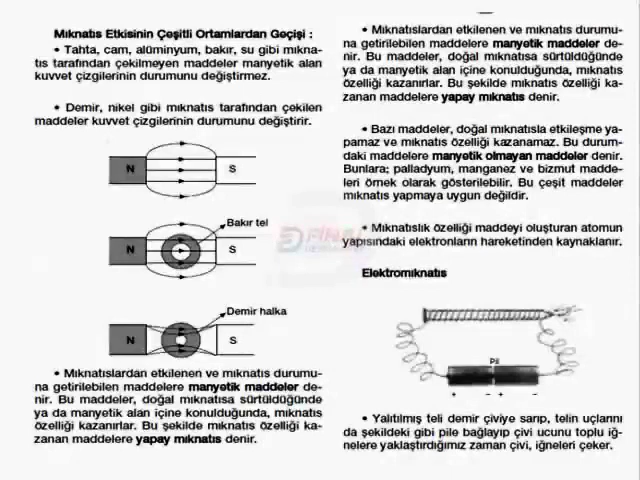 Mıknatıs Etkisinin Çeşitli Ortamlardan Geçişi :
• Tahta, cam, alüminyum, bakır, su gibi mıkna-
tıs tarafından çekilmeyen maddeler manyetik alan
kuvvet çizgilerinin durumunu değiştirmez.
• Demir, nikel gibi mıknatıs tarafından çekilen
maddeler kuvvet çizgilerinin durumunu değiştirir.
N S
Bakır tel
N S
Demir halka
N S
• Mıknatıslardan etkilenen ve mıknatıs durumu-
na getirilebilen maddelere manyetik maddeler de-
nir. Bu maddeler, doğal mıknatısa sürtüldüğünde
ya da manyetik alan içine konulduğunda, mıknatıs
özelliği kazanırlar. Bu şekilde mıknatıs özelliği ka-
zanan maddelere yapay mıknatıs denir.
• Mıknatıslardan etkilenen ve mıknatıs durumu-
na getirilebilen maddelere manyetik maddeler de-
nir. Bu maddeler, doğal mıknatısa sürtüldüğünde
ya da manyetik alan içine konulduğunda, mıknatıs
özelliği kazanırlar. Bu şekilde mıknatıs özelliği ka-
zanan maddelere yapay mıknatıs denir.
• Bazı maddeler, doğal mıknatısla etkileşme ya-
pamaz ve mıknatıs özelliği kazanamaz. Bu durum-
daki maddelere manyetik olmayan maddeler denir.
Bunlara; palladyum, manganez ve bizmut madde-
leri örnek olarak gösterilebilir. Bu çeşit maddeler
mıknatıs yapmaya uygun değildir.
• Mıknatıslık özelliği maddeyi oluşturan atomun
yapısındaki elektronların hareketinden kaynaklanır.
Elektromıknatıs
Pil
+ − + −
• Yalıtılmış teli demir çiviye sarıp, telin uçlarını
da şekildeki gibi pile bağlayıp çivi ucunu toplu iğ-
nelere yaklaştırdığımız zaman çivi, iğneleri çeker.